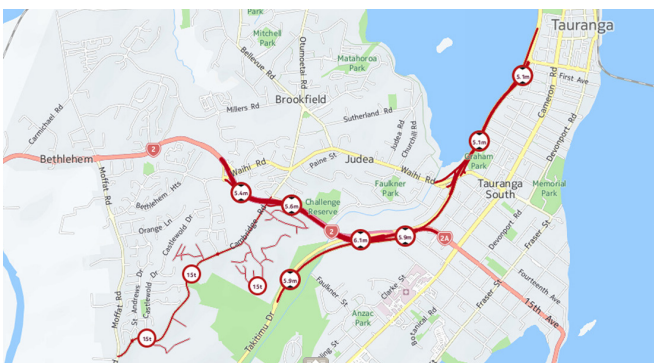 Park
Tauranga
Mitchell
Park
Otumoetai Rd
Bellevue Rd
Matahoroa
Park
5.1m
First Ave
Cameron Rd
Brookfield
Millers Rd
Sutherland Rd
Carmichael Rd
Judea Rd
Churchill Rd
Devonport Rd
5.1m
2
Bethlehem
Waihi Rd
Paine St
Judea
Graham
Park
Waihi Rd
Moffat Rd
Faulkner
Park
Tauranga
South
Memorial
Park
Bethlehem Hts
5.4m
5.6m
Challenge
Reserve
Orange Ln
Castlewold Dr
Cambridge Rd
2
6.1m
5.9m
2A
Devonport Rd
Fraser St
15t
15t
5.9m
St Andrews Dr
Castlewold Dr
Faulkner St
Clarke St
Fourteenth Ave
Fraser St
15th Ave
Moffat Rd
Takitimu Dr
Anzac
Park
Botanical Rd
15t
ling St